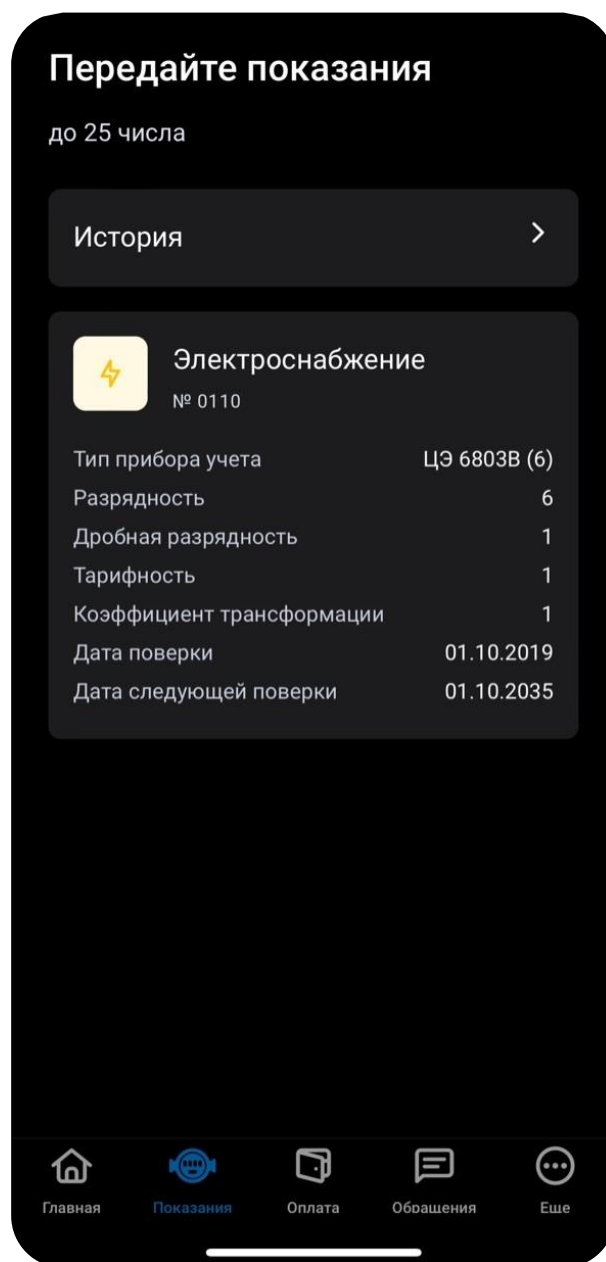 Передайте показания
до 25 числа
История
Электроснабжение
№ 0110
Тип прибора учета ЦЭ 6803В (6)
Разрядность 6
Дробная разрядность 1
Тарифность 1
Коэффициент трансформации 1
Дата поверки 01.10.2019
Дата следующей поверки 01.10.2035
Главная Показания Оплата Обращения Еще